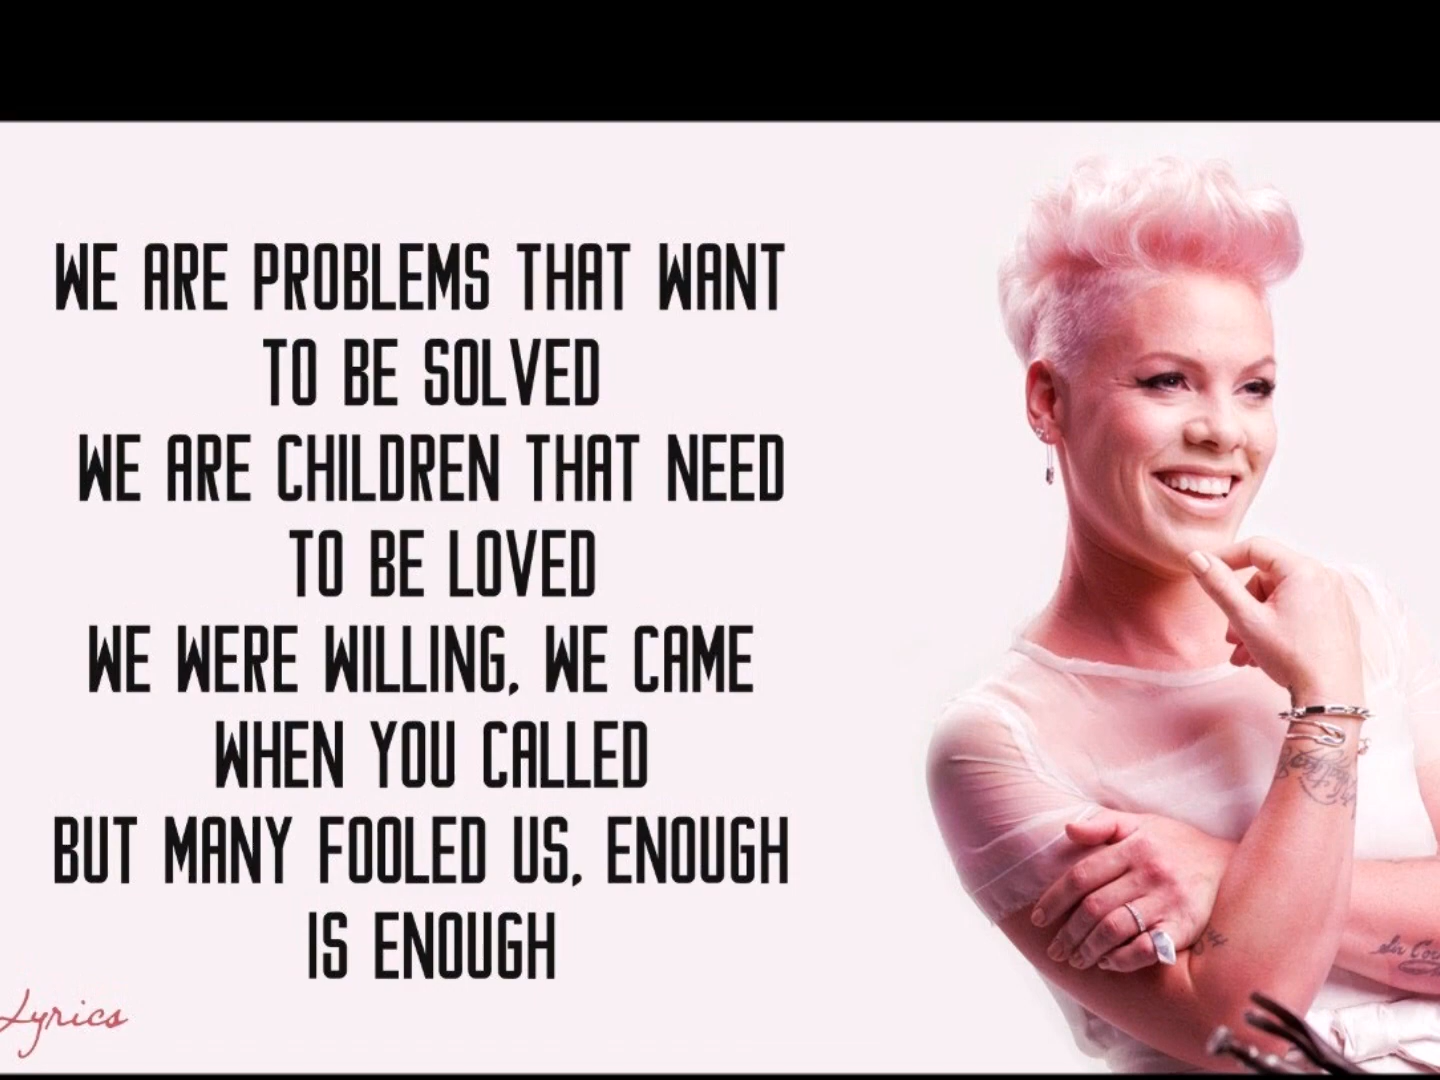 WE ARE PROBLEMS THAT WANT
TO BE SOLVED
WE ARE CHILDREN THAT NEED
TO BE LOVED
WE WERE WILLING, WE CAME
WHEN YOU CALLED
BUT MANY FOOLED US, ENOUGH
IS ENOUGH
Lyrics